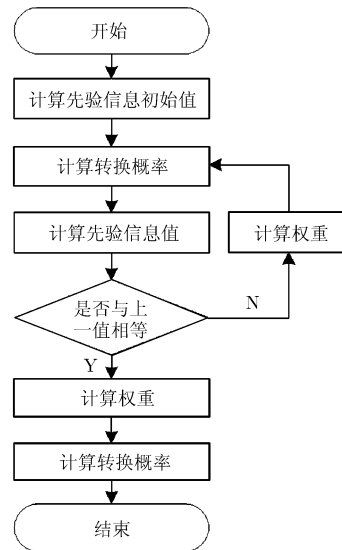 开始
计算先验信息初始值
计算转换概率
计算先验信息值
计算权重
是否与上
一值相等
N
Y
计算权重
计算转换概率
结束